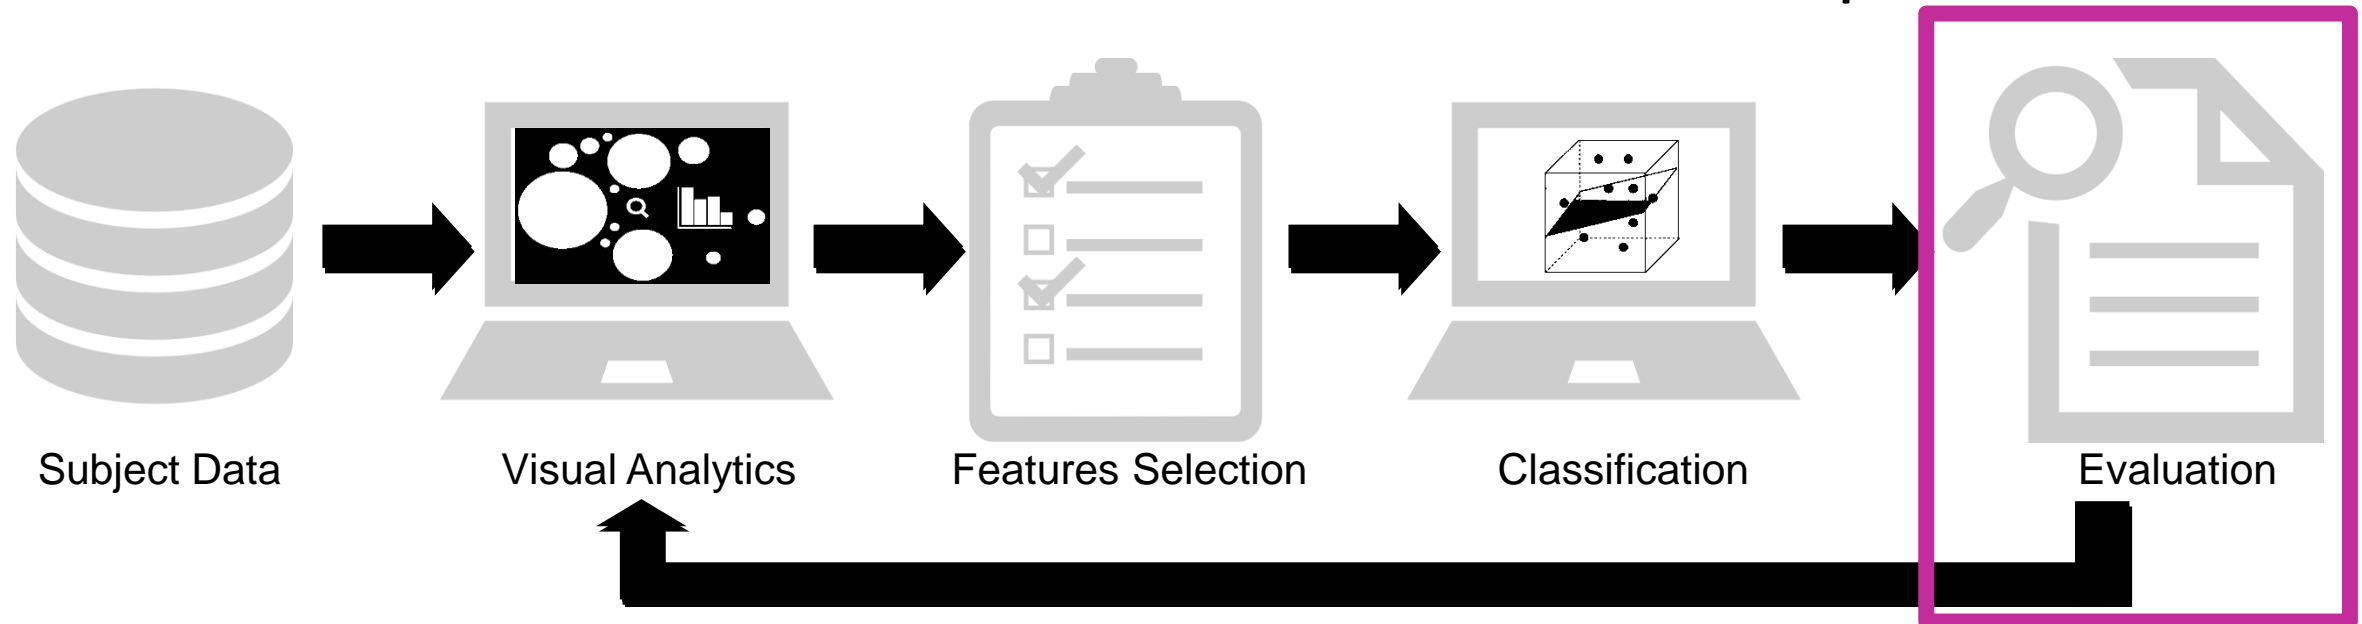 Subject Data
Visual Analytics
Features Selection
Classification
Evaluation